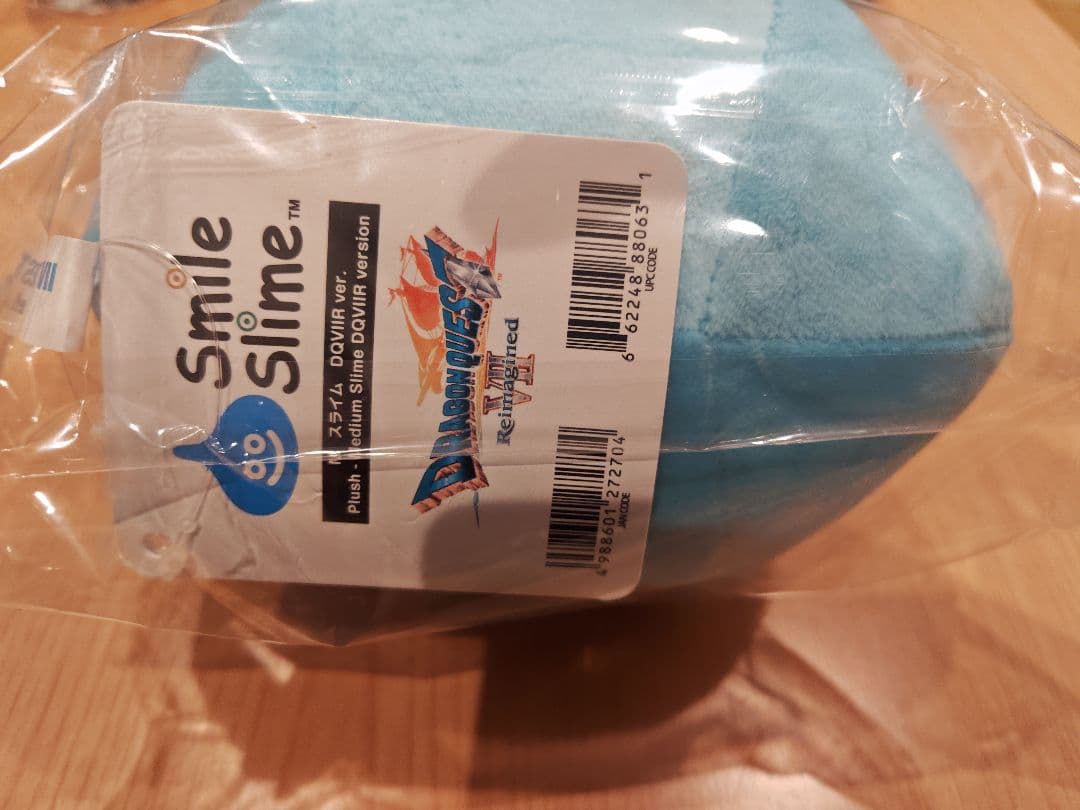 Smile
Slime™
スライム DQVIIR ver.
Plush - Medium Slime DQVIIR version
DRAGON QUEST™
VII
Reimagined
4 988601 272704
JAN CODE
6 62248 88063 1
UPC CODE